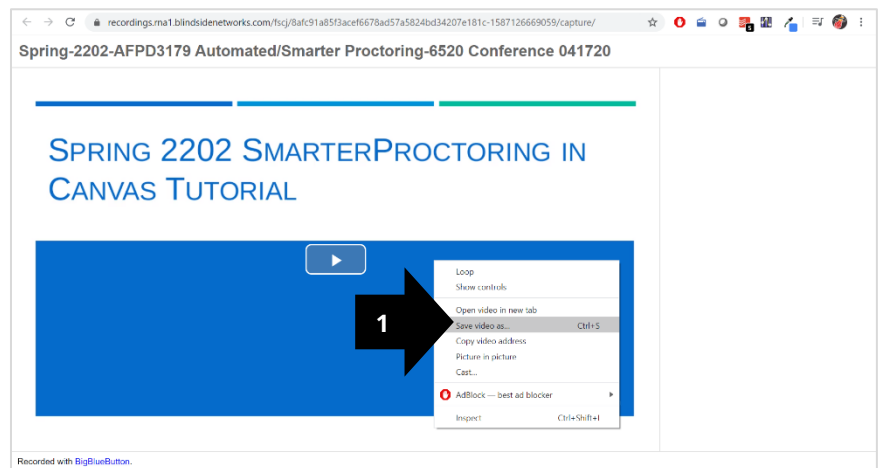 recordings.rna1.blindsidenetworks.com/fscj/8afc91a85f3acef6678ad57a5824bd34207e181c-1587126669059/capture/
Spring-2202-AFPD3179 Automated/Smarter Proctoring-6520 Conference 041720
SPRING 2202 SMARTERPROCTORING IN
CANVAS TUTORIAL
Loop
Show controls
Open video in new tab
1
Save video as... Ctrl+S
Copy video address
Picture in picture
Cast...
AdBlock — best ad blocker
Inspect Ctrl+Shift+I
Recorded with BigBlueButton.